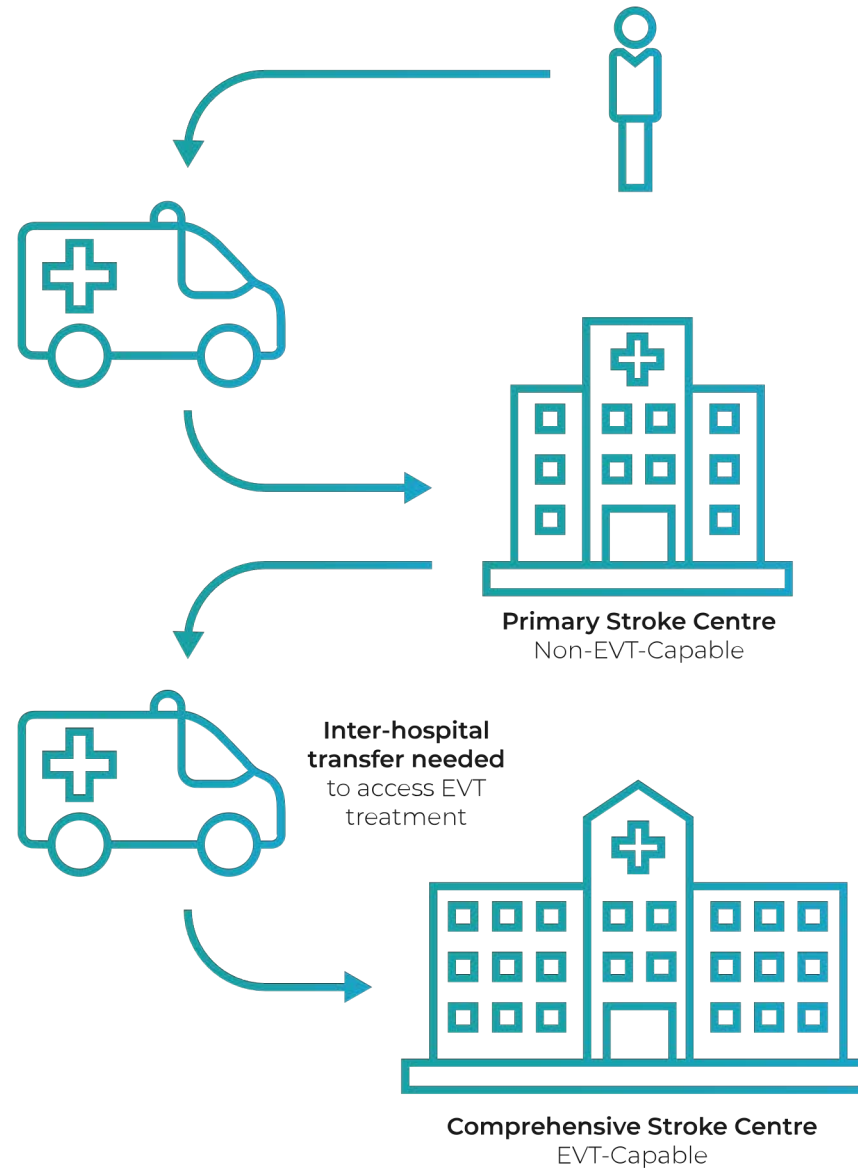 Primary Stroke Centre
Non-EVT-Capable
Inter-hospital
transfer needed
to access EVT
treatment
Comprehensive Stroke Centre
EVT-Capable